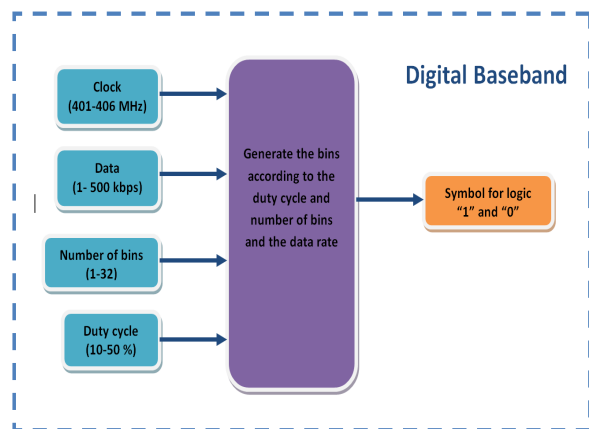 Digital Baseband
Clock
(401-406 MHz)
Data
(1- 500 kbps)
Number of bins
(1-32)
Duty cycle
(10-50 %)
Generate the bins
according to the
duty cycle and
number of bins
and the data rate
Symbol for logic
“1” and “0”